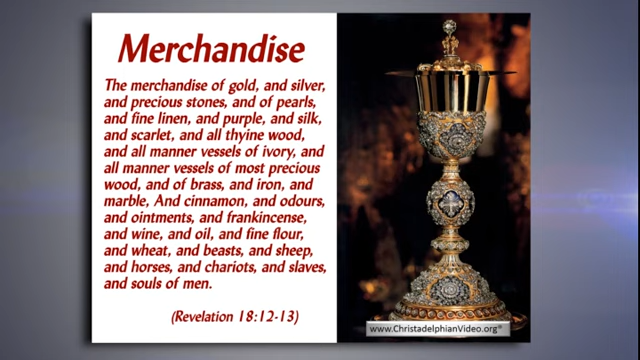 Merchandise
The merchandise of gold, and silver,
and precious stones, and of pearls,
and fine linen, and purple, and silk,
and scarlet, and all thyine wood,
and all manner vessels of ivory, and
all manner vessels of most precious
wood, and of brass, and iron, and
marble, And cinnamon, and odours,
and ointments, and frankincense,
and wine, and oil, and fine flour,
and wheat, and beasts, and sheep,
and horses, and chariots, and slaves,
and souls of men.
(Revelation 18:12-13)
www.ChristadelphianVideo.org®